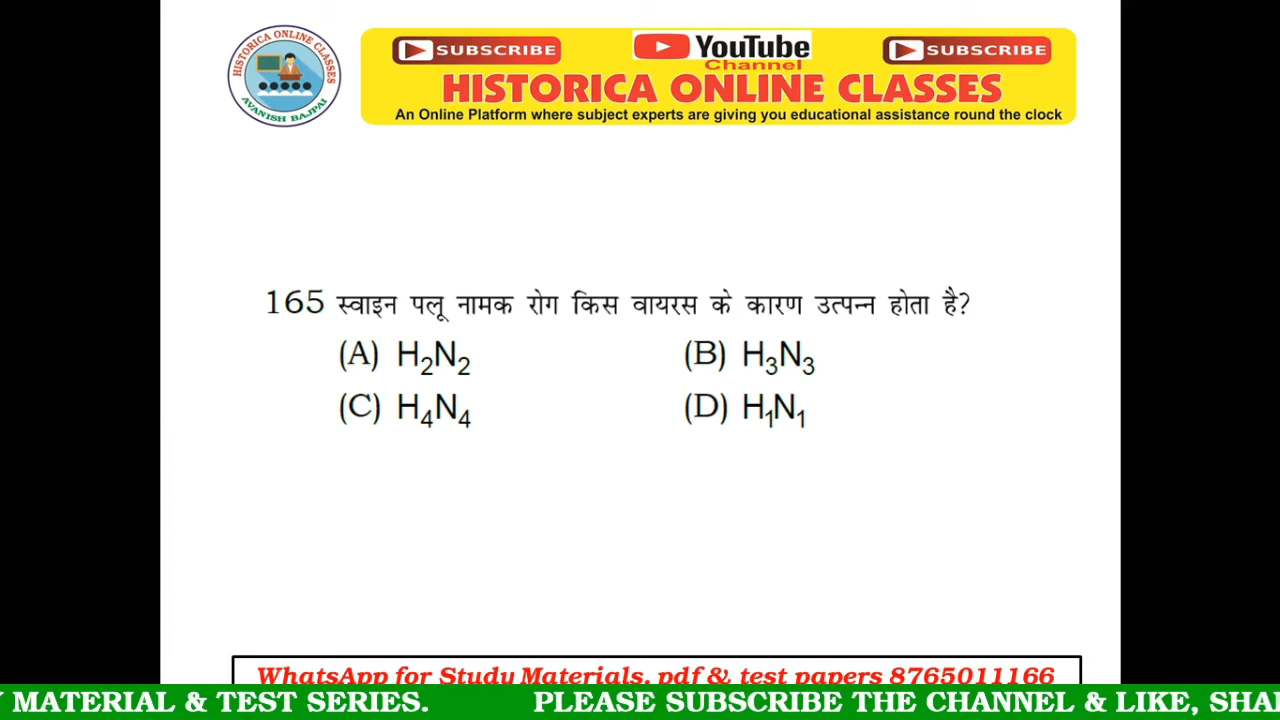 HISTORICA ONLINE CLASSES
AVANISH BAJPAI
SUBSCRIBE
YouTube
SUBSCRIBE
Channel
HISTORICA ONLINE CLASSES
An Online Platform where subject experts are giving you educational assistance round the clock
165 स्वाइन पलू नामक रोग किस वायरस के कारण उत्पन्न होता है?
(A) H₂N₂ (B) H₃N₃
(C) H₄N₄ (D) H₁N₁
WhatsApp for Study Materials, pdf & test papers 8765011166
Y MATERIAL & TEST SERIES. PLEASE SUBSCRIBE THE CHANNEL & LIKE, SHA